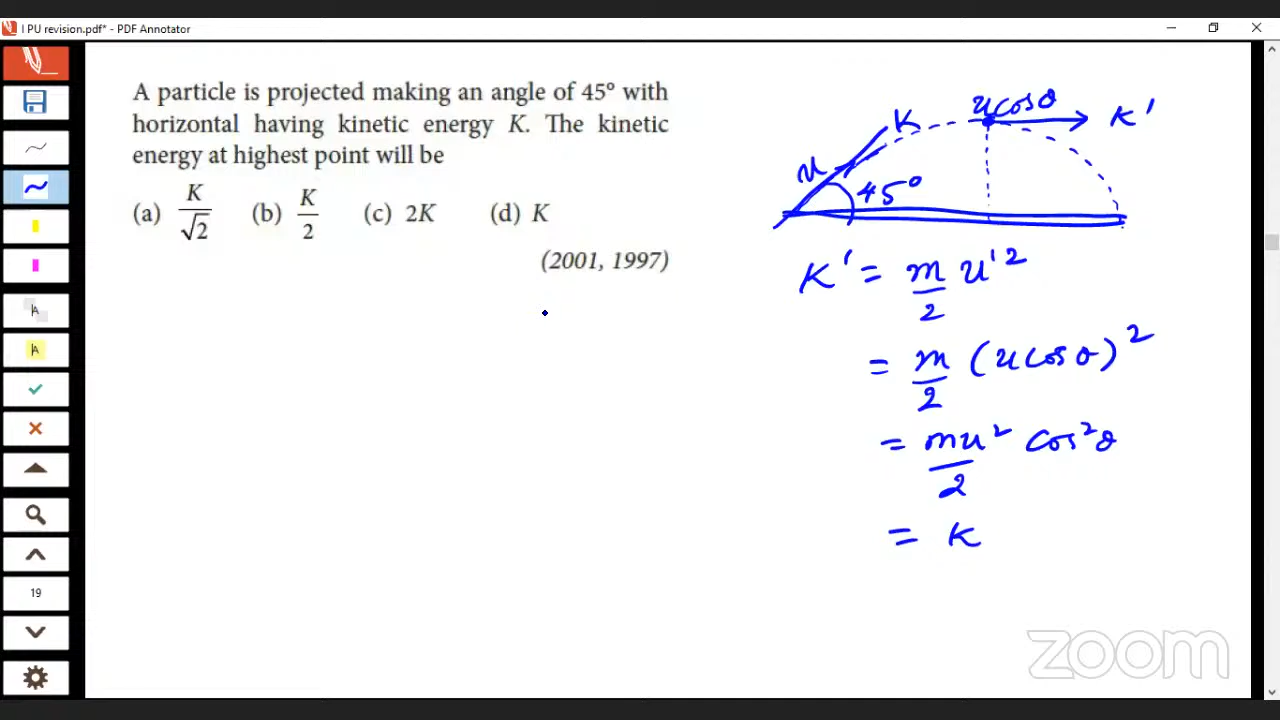 I PU revision.pdf* - PDF Annotator
A particle is projected making an angle of 45° with
horizontal having kinetic energy K. The kinetic
energy at highest point will be
(a) K/√2 (b) K/2 (c) 2K (d) K
(2001, 1997)
u cosθ
K
K'
u
45°
K' = m/2 u'²
= m/2 (u cos θ)²
= mu²/2 cos²θ
= K
A
A
19
zoom